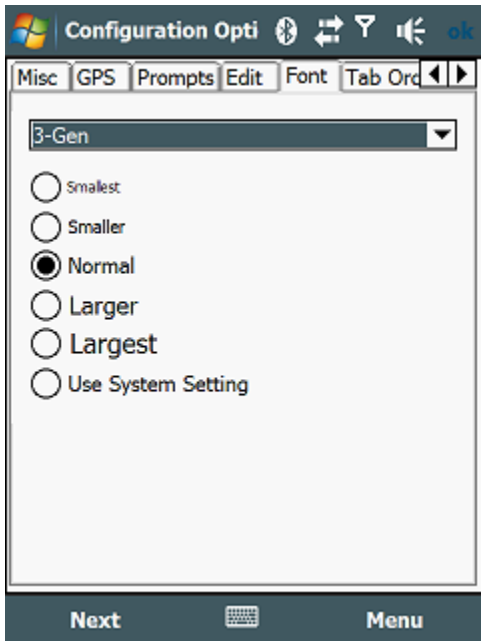 Configuration Opti ok
Misc GPS Prompts Edit Font Tab Ord
3-Gen
Smallest
Smaller
Normal
Larger
Largest
Use System Setting
Next Menu